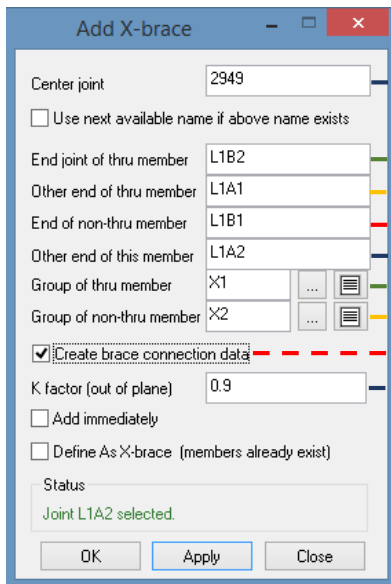 Add X-brace
Center joint 2949
Use next available name if above name exists
End joint of thru member L1B2
Other end of thru member L1A1
End of non-thru member L1B1
Other end of this member L1A2
Group of thru member X1 ...
Group of non-thru member X2 ...
Create brace connection data
K factor (out of plane) 0.9
Add immediately
Define As X-brace (members already exist)
Status
Joint L1A2 selected.
OK Apply Close